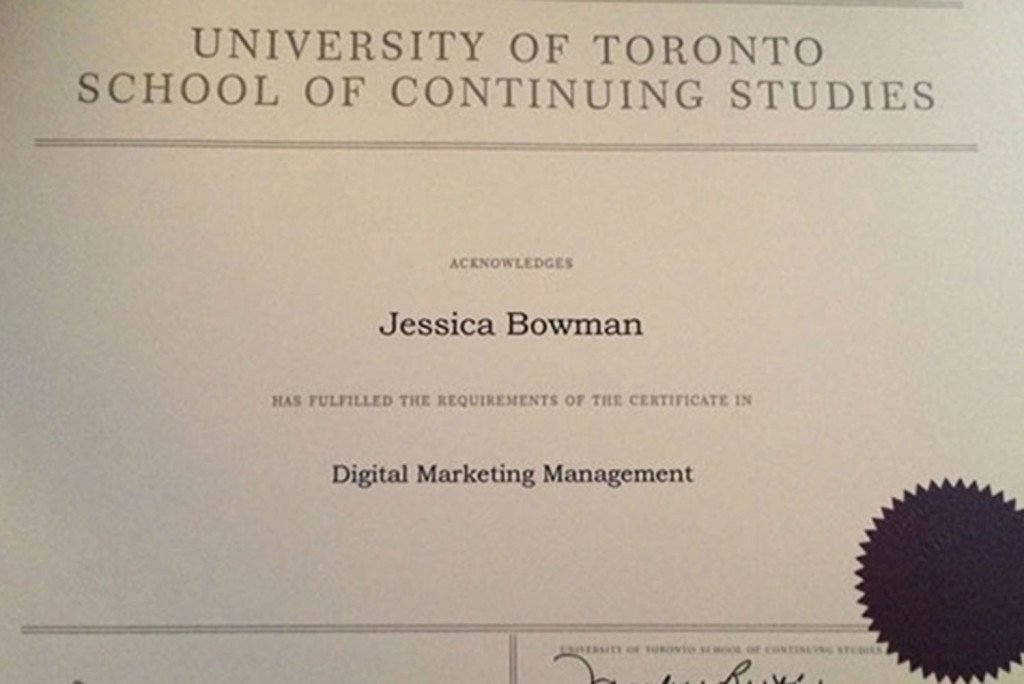 UNIVERSITY OF TORONTO
SCHOOL OF CONTINUING STUDIES
ACKNOWLEDGES
Jessica Bowman
HAS FULFILLED THE REQUIREMENTS OF THE CERTIFICATE IN
Digital Marketing Management
UNIVERSITY OF TORONTO SCHOOL OF CONTINUING STUDIES